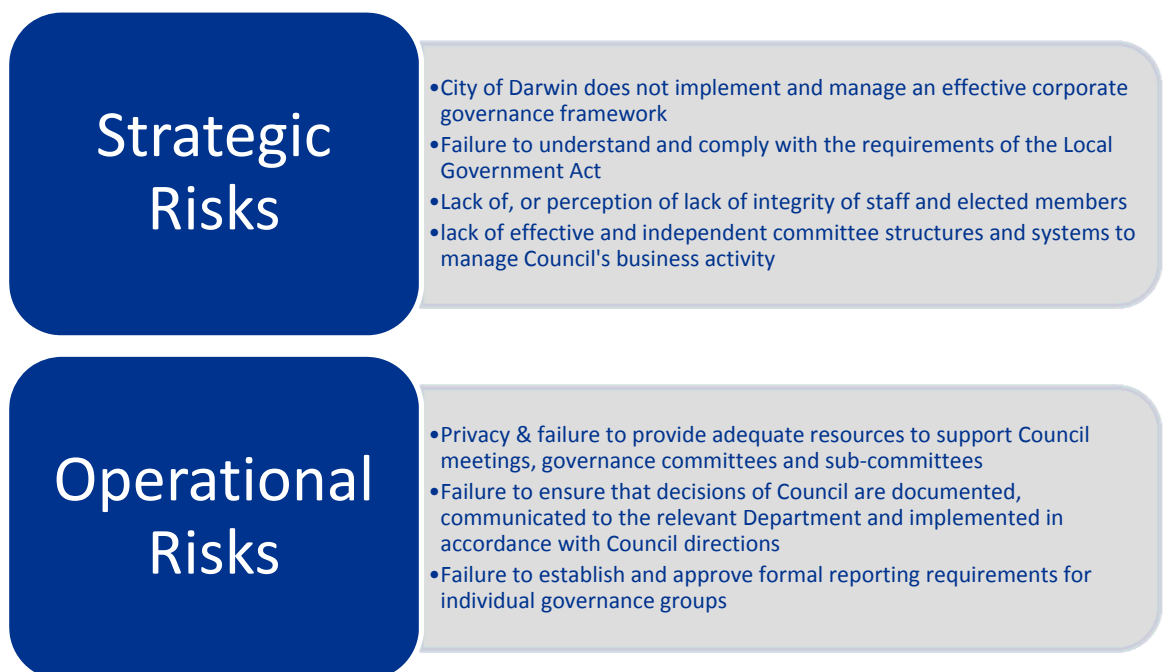 Strategic
Risks
•City of Darwin does not implement and manage an effective corporate
governance framework
•Failure to understand and comply with the requirements of the Local
Government Act
•Lack of, or perception of lack of integrity of staff and elected members
•lack of effective and independent committee structures and systems to
manage Council's business activity
Operational
Risks
•Privacy & failure to provide adequate resources to support Council
meetings, governance committees and sub-committees
•Failure to ensure that decisions of Council are documented,
communicated to the relevant Department and implemented in
accordance with Council directions
•Failure to establish and approve formal reporting requirements for
individual governance groups